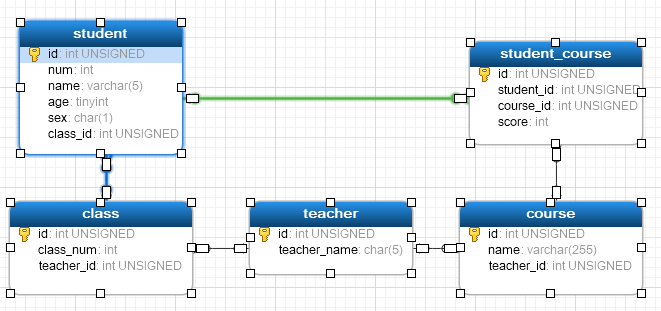 student
id: int UNSIGNED
num: int
name: varchar(5)
age: tinyint
sex: char(1)
class_id: int UNSIGNED
student_course
id: int UNSIGNED
student_id: int UNSIGNED
course_id: int UNSIGNED
score: int
class
id: int UNSIGNED
class_num: int
teacher_id: int UNSIGNED
teacher
id: int UNSIGNED
teacher_name: char(5)
course
id: int UNSIGNED
name: varchar(255)
teacher_id: int UNSIGNED